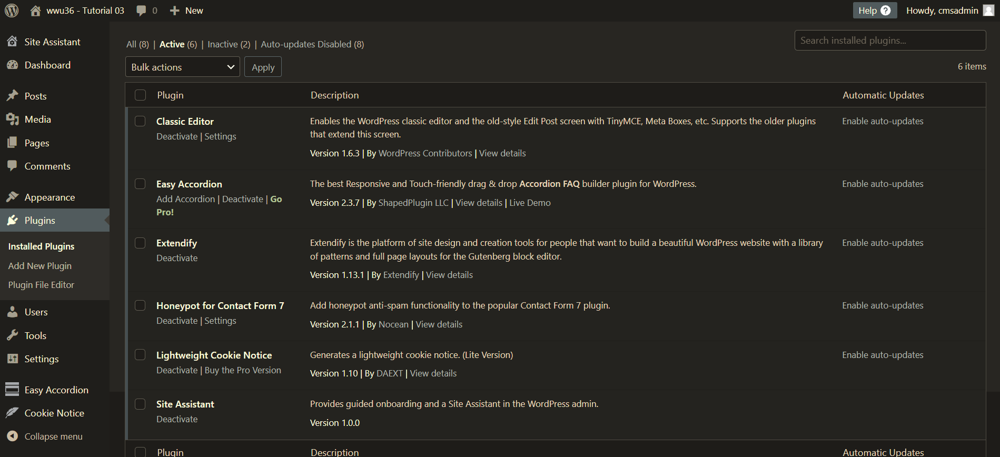 wwu36 - Tutorial 03 0 New Help ? Howdy, cmsadmin
Site Assistant
Dashboard
Posts
Media
Pages
Comments
Appearance
Plugins
Installed Plugins
Add New Plugin
Plugin File Editor
Users
Tools
Settings
Easy Accordion
Cookie Notice
Collapse menu
All (8) | Active (6) | Inactive (2) | Auto-updates Disabled (8)
Search installed plugins...
Bulk actions Apply
6 items
Plugin Description Automatic Updates
Classic Editor
Deactivate | Settings
Enables the WordPress classic editor and the old-style Edit Post screen with TinyMCE, Meta Boxes, etc. Supports the older plugins
that extend this screen.
Version 1.6.3 | By WordPress Contributors | View details
Enable auto-updates
Easy Accordion
Add Accordion | Deactivate | Go
Pro!
The best Responsive and Touch-friendly drag & drop Accordion FAQ builder plugin for WordPress.
Version 2.3.7 | By ShapedPlugin LLC | View details | Live Demo
Enable auto-updates
Extendify
Deactivate
Extendify is the platform of site design and creation tools for people that want to build a beautiful WordPress website with a library
of patterns and full page layouts for the Gutenberg block editor.
Version 1.13.1 | By Extendify | View details
Enable auto-updates
Honeypot for Contact Form 7
Deactivate | Settings
Add honeypot anti-spam functionality to the popular Contact Form 7 plugin.
Version 2.1.1 | By Nocean | View details
Enable auto-updates
Lightweight Cookie Notice
Deactivate | Buy the Pro Version
Generates a lightweight cookie notice. (Lite Version)
Version 1.10 | By DAEXT | View details
Enable auto-updates
Site Assistant
Deactivate
Provides guided onboarding and a Site Assistant in the WordPress admin.
Version 1.0.0
Plugin Description Automatic Updates